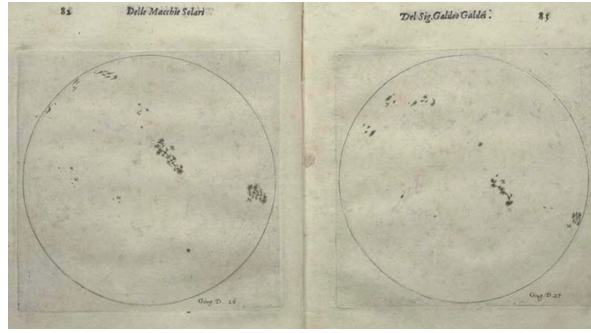 82
Delle Macchie Solari
Giug. D. 26
Del Sig. Galileo Galilei.
83
Giug. D. 27